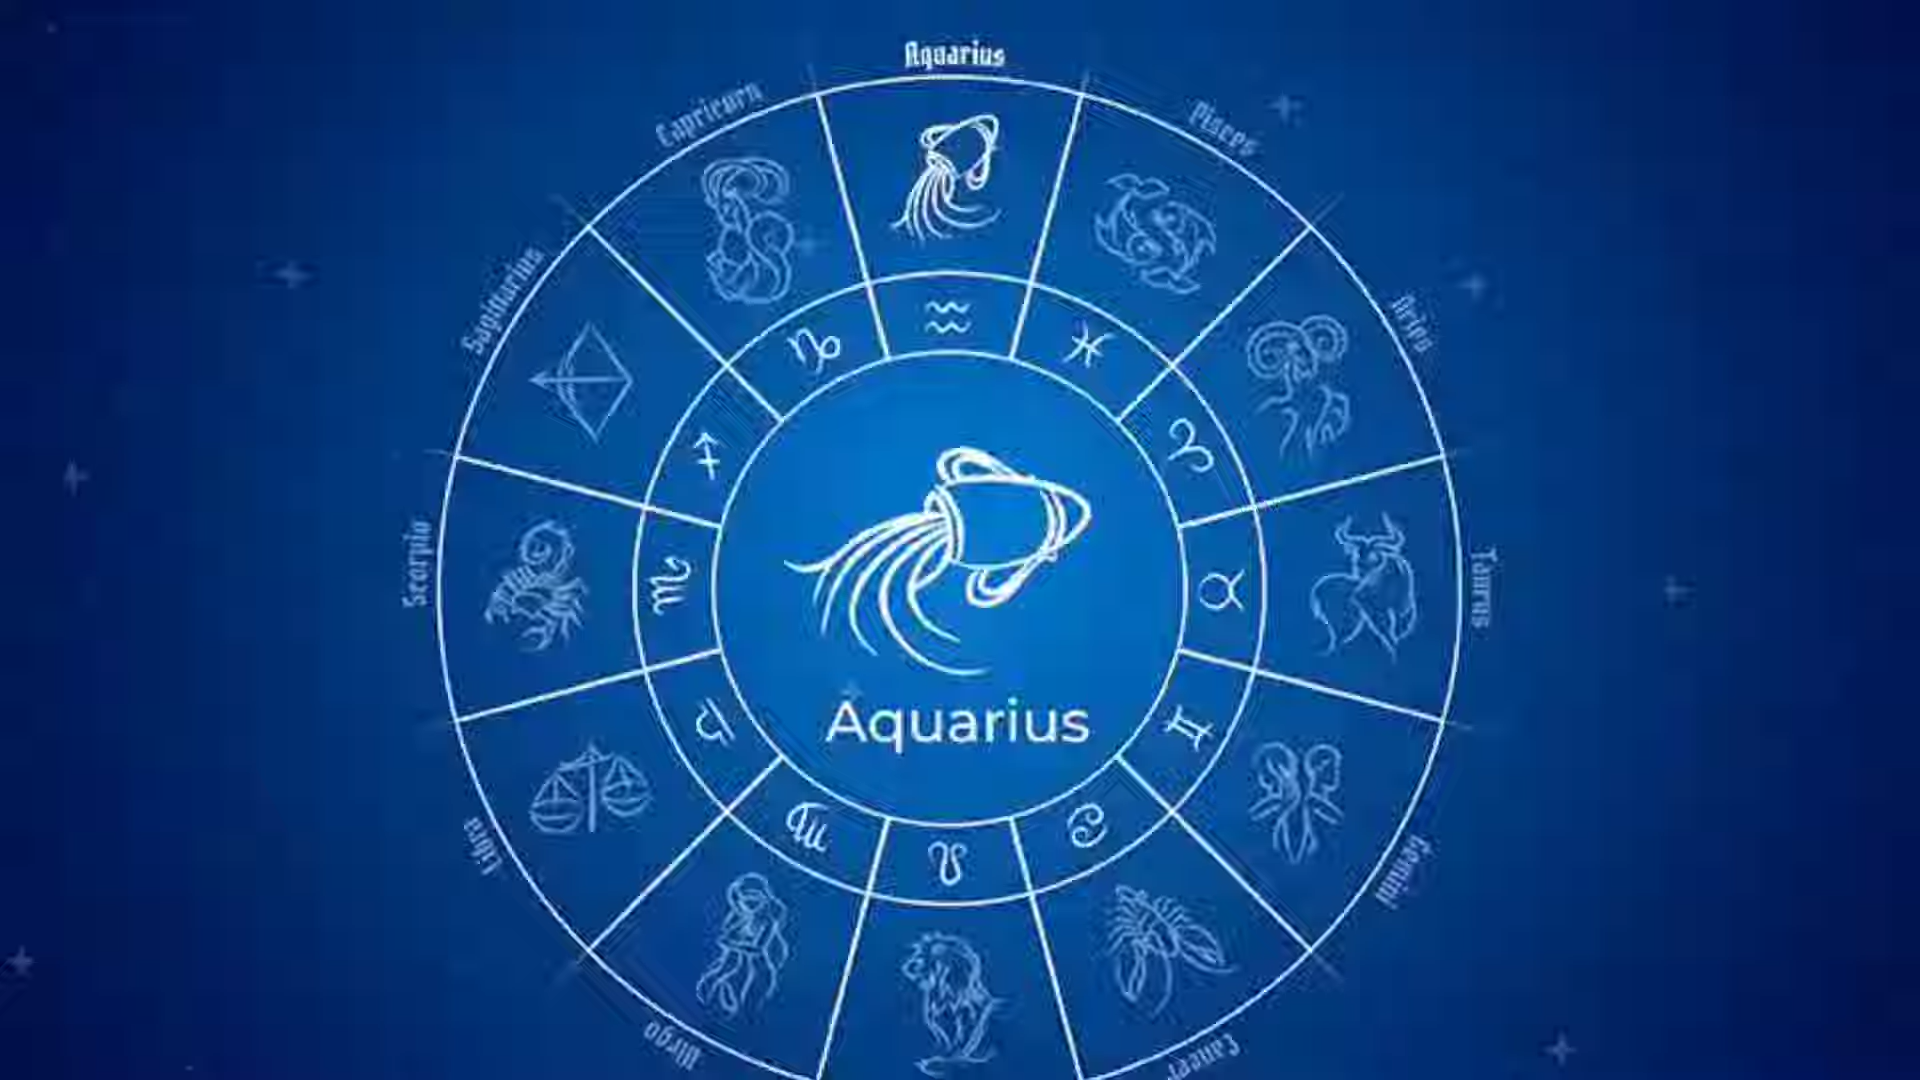 Aquarius
Capricorn
Pisces
Sagittarius
Aries
Scorpio
Taurus
Aquarius
Libra
Gemini
Virgo
Cancer